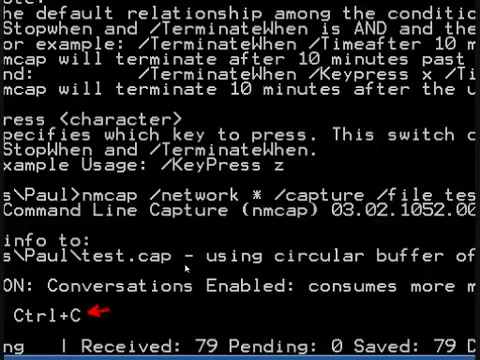 he default relationship among the conditio
Stopwhen and /TerminateWhen is AND and the
or example: /TerminateWhen /Timeafter 10 m
mcap will terminate after 10 minutes past
nd: /TerminateWhen /Keypress x /Ti
mcap will terminate 10 minutes after the u
ress <character>
pecifies which key to press. This switch c
StopWhen and /TerminateWhen.
xample Usage: /KeyPress z
s\Paul>nmcap /network * /capture /file tes
Command Line Capture (nmcap) 03.02.1052.00
info to:
s\Paul\test.cap - using circular buffer of
ON: Conversations Enabled: consumes more m
Ctrl+C
ng | Received: 79 Pending: 0 Saved: 79 D